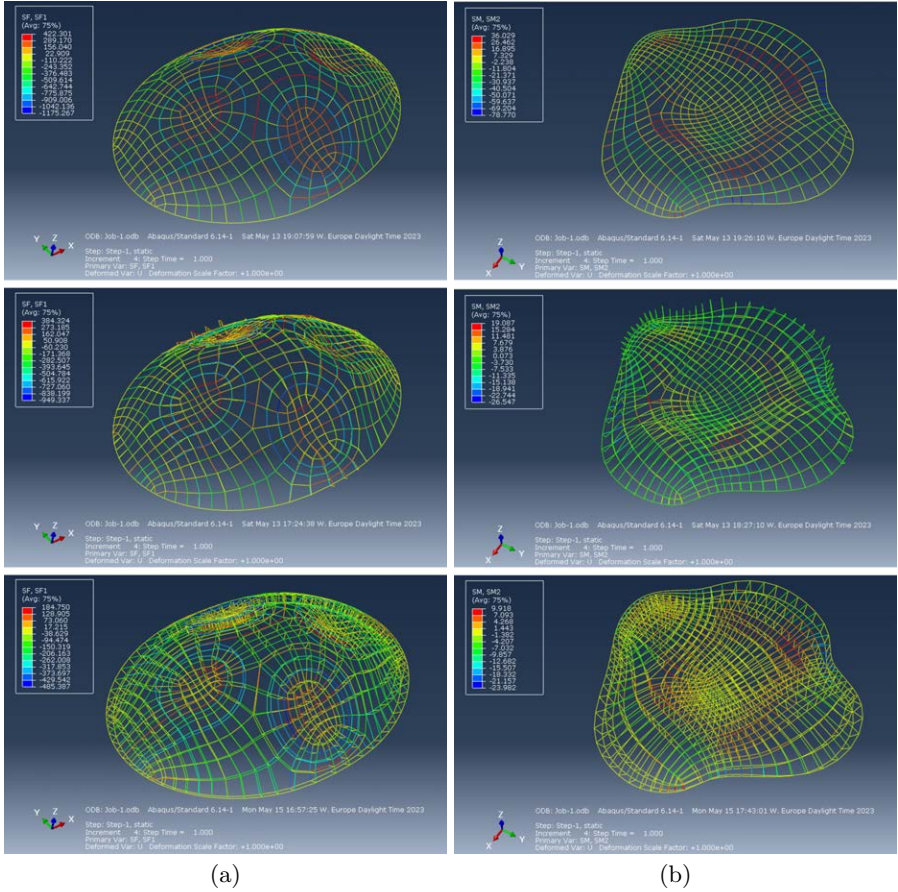 SF, SF1
(Avg: 75%)
422.301
289.170
156.040
22.909
-110.222
-243.352
-376.483
-509.614
-642.744
-775.875
-909.006
-1042.136
-1175.267
Y Z X
ODB: Job-1.odb Abaqus/Standard 6.14-1 Sat May 13 19:07:59 W. Europe Daylight Time 2023
Step: Step-1, static
Increment 4: Step Time = 1.000
Primary Var: SF, SF1
Deformed Var: U Deformation Scale Factor: +1.000e+00
SM, SM2
(Avg: 75%)
36.029
26.462
16.895
7.329
-2.238
-11.804
-21.371
-30.937
-40.504
-50.071
-59.637
-69.204
-78.770
Z
X Y
ODB: Job-1.odb Abaqus/Standard 6.14-1 Sat May 13 19:26:10 W. Europe Daylight Time 2023
Step: Step-1, static
Increment 4: Step Time = 1.000
Primary Var: SM, SM2
Deformed Var: U Deformation Scale Factor: +1.000e+00
SF, SF1
(Avg: 75%)
384.324
273.185
162.047
50.908
-60.230
-171.368
-282.507
-393.645
-504.784
-615.922
-727.060
-838.199
-949.337
Y Z X
ODB: Job-1.odb Abaqus/Standard 6.14-1 Sat May 13 17:24:38 W. Europe Daylight Time 2023
Step: Step-1, static
Increment 4: Step Time = 1.000
Primary Var: SF, SF1
Deformed Var: U Deformation Scale Factor: +1.000e+00
SM, SM2
(Avg: 75%)
19.087
15.284
11.481
7.679
3.876
0.073
-3.730
-7.533
-11.335
-15.138
-18.941
-22.744
-26.547
Z
X Y
ODB: Job-1.odb Abaqus/Standard 6.14-1 Sat May 13 18:27:10 W. Europe Daylight Time 2023
Step: Step-1, static
Increment 4: Step Time = 1.000
Primary Var: SM, SM2
Deformed Var: U Deformation Scale Factor: +1.000e+00
SF, SF1
(Avg: 75%)
184.750
128.905
73.060
17.215
-38.629
-94.474
-150.319
-206.163
-262.008
-317.853
-373.697
-429.542
-485.387
Y Z X
ODB: Job-1.odb Abaqus/Standard 6.14-1 Mon May 15 16:57:25 W. Europe Daylight Time 2023
Step: Step-1, static
Increment 4: Step Time = 1.000
Primary Var: SF, SF1
Deformed Var: U Deformation Scale Factor: +1.000e+00
SM, SM2
(Avg: 75%)
9.918
7.093
4.268
1.443
-1.382
-4.207
-7.032
-9.857
-12.682
-15.507
-18.332
-21.157
-23.982
Z
X Y
ODB: Job-1.odb Abaqus/Standard 6.14-1 Mon May 15 17:43:01 W. Europe Daylight Time 2023
Step: Step-1, static
Increment 4: Step Time = 1.000
Primary Var: SM, SM2
Deformed Var: U Deformation Scale Factor: +1.000e+00
(a)
(b)